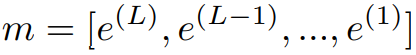 m = [e^{(L)}, e^{(L-1)}, ..., e^{(1)}]